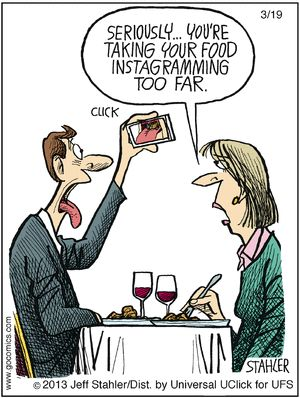 3/19
SERIOUSLY... YOU'RE
TAKING YOUR FOOD
INSTAGRAMMING
TOO FAR.
CLICK
STAHLER
www.gocomics.com
© 2013 Jeff Stahler/Dist. by Universal UClick for UFS